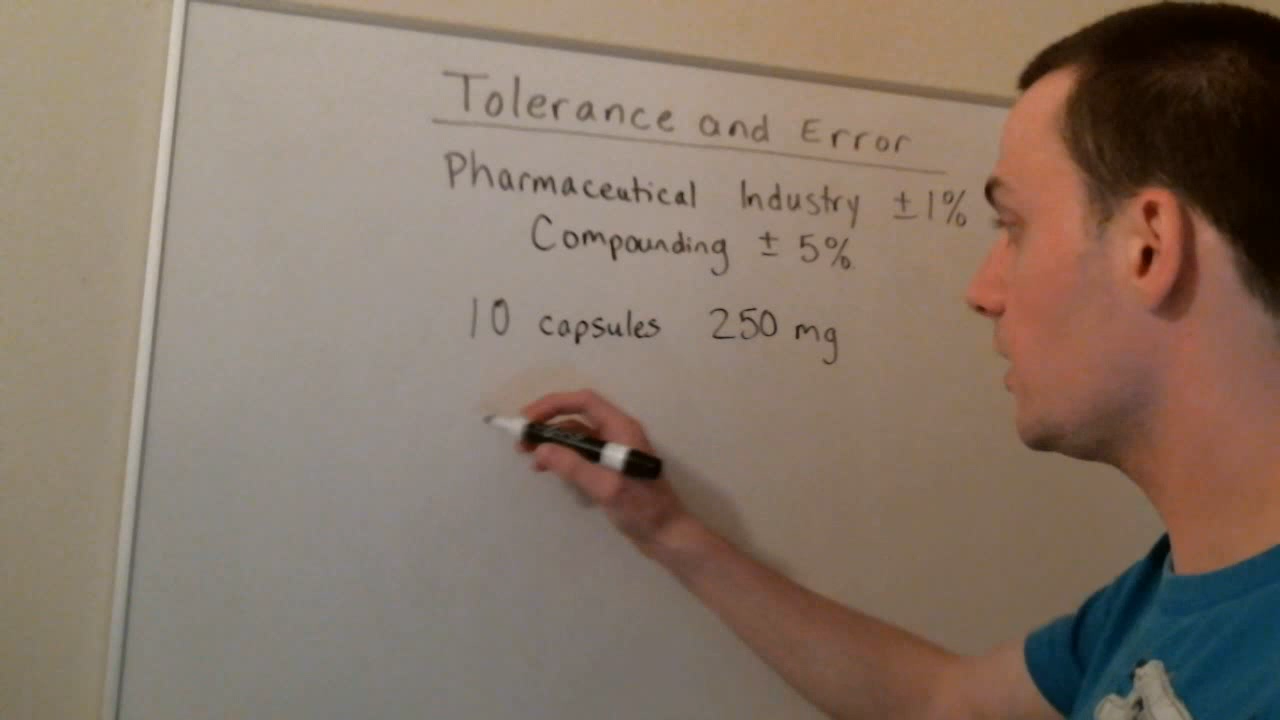 Tolerance and Error
Pharmaceutical Industry ± 1%
Compounding ± 5%
10 capsules 250 mg